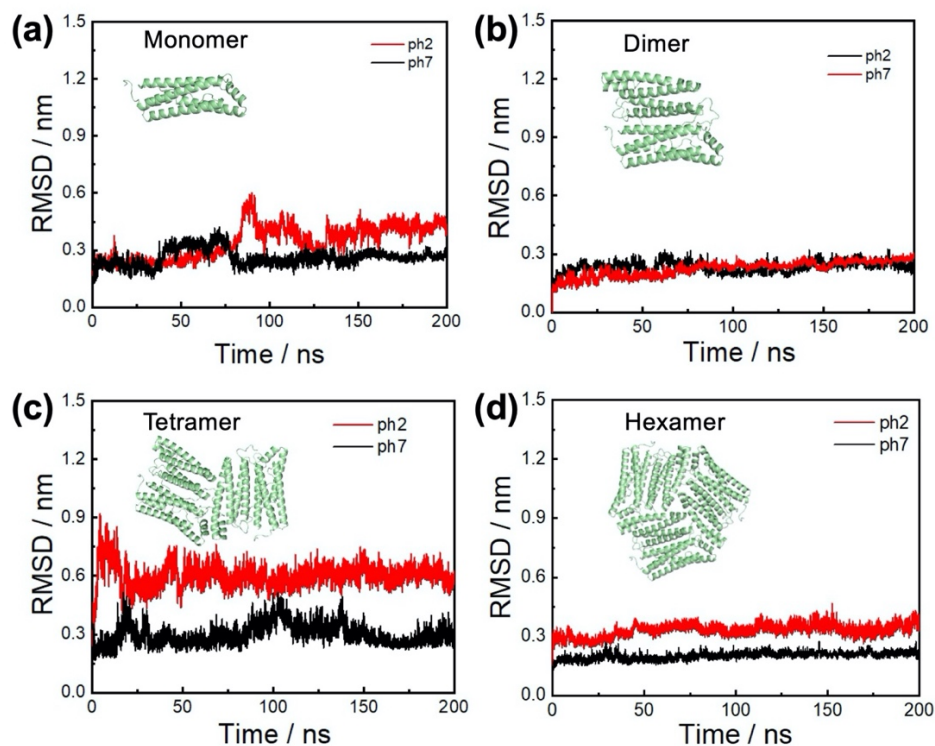 (a)
Monomer
ph2
ph7
RMSD / nm
1.5
1.2
0.9
0.6
0.3
0.0
0 50 100 150 200
Time / ns
(b)
Dimer
ph2
ph7
RMSD / nm
1.5
1.2
0.9
0.6
0.3
0.0
0 50 100 150 200
Time / ns
(c)
Tetramer
ph2
ph7
RMSD / nm
1.5
1.2
0.9
0.6
0.3
0.0
0 50 100 150 200
Time / ns
(d)
Hexamer
ph2
ph7
RMSD / nm
1.5
1.2
0.9
0.6
0.3
0.0
0 50 100 150 200
Time / ns